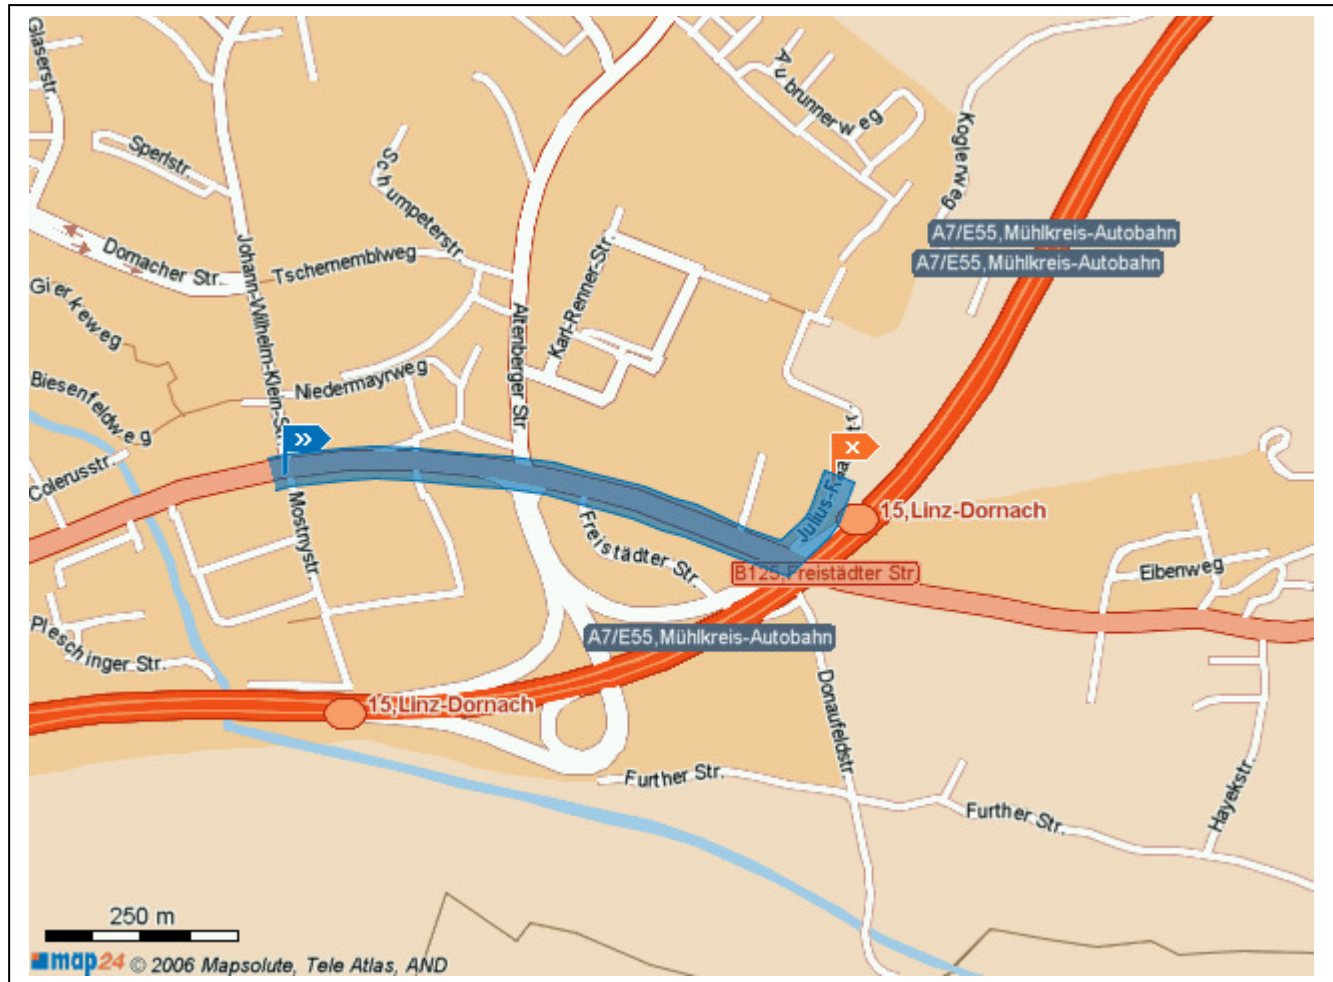 Glaserstr.
Sperlstr.
Schumpeterstr.
Aubrunnerweg
Koglerweg
A7/E55,Mühlkreis-Autobahn
A7/E55,Mühlkreis-Autobahn
Dornacher Str.
Tschernemblweg
Johann-Wilhelm-Klein-Str.
Gierkeweg
Karl-Renner-Str.
Altenberger Str.
Biesenfeldweg
Niedermayrweg
Colerusstr.
Mostnystr.
Freistädter Str.
15,Linz-Dornach
B125,Freistädter Str
Eibenweg
Pleschinger Str.
A7/E55,Mühlkreis-Autobahn
15,Linz-Dornach
Donaufeldstr.
Further Str.
Further Str.
Hayekstr.
250 m
map24 © 2006 Mapsolute, Tele Atlas, AND